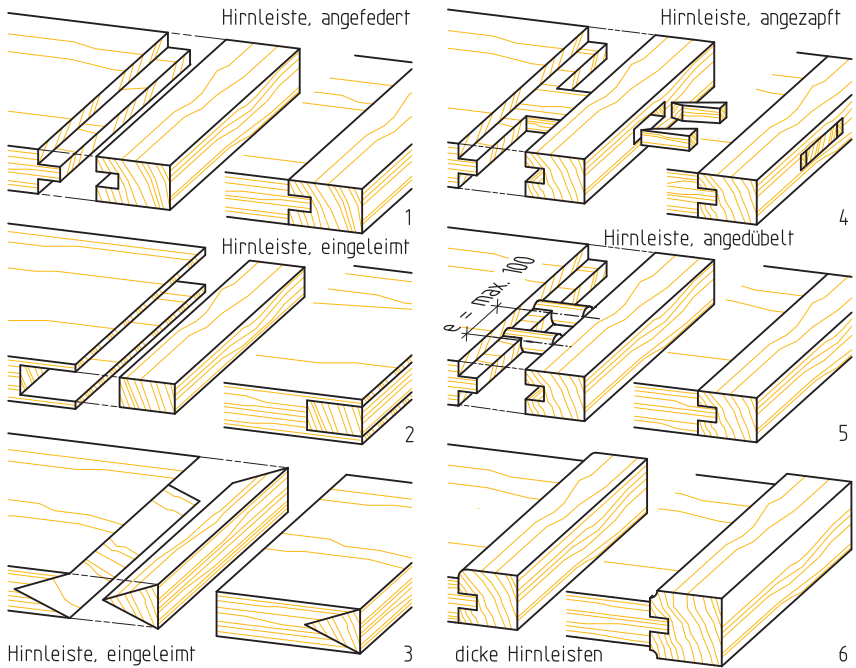 Hirnleiste, angefedert
1
Hirnleiste, eingeleimt
2
Hirnleiste, eingeleimt
3
Hirnleiste, angezapft
4
Hirnleiste, angedübelt
e = max. 100
5
dicke Hirnleisten
6